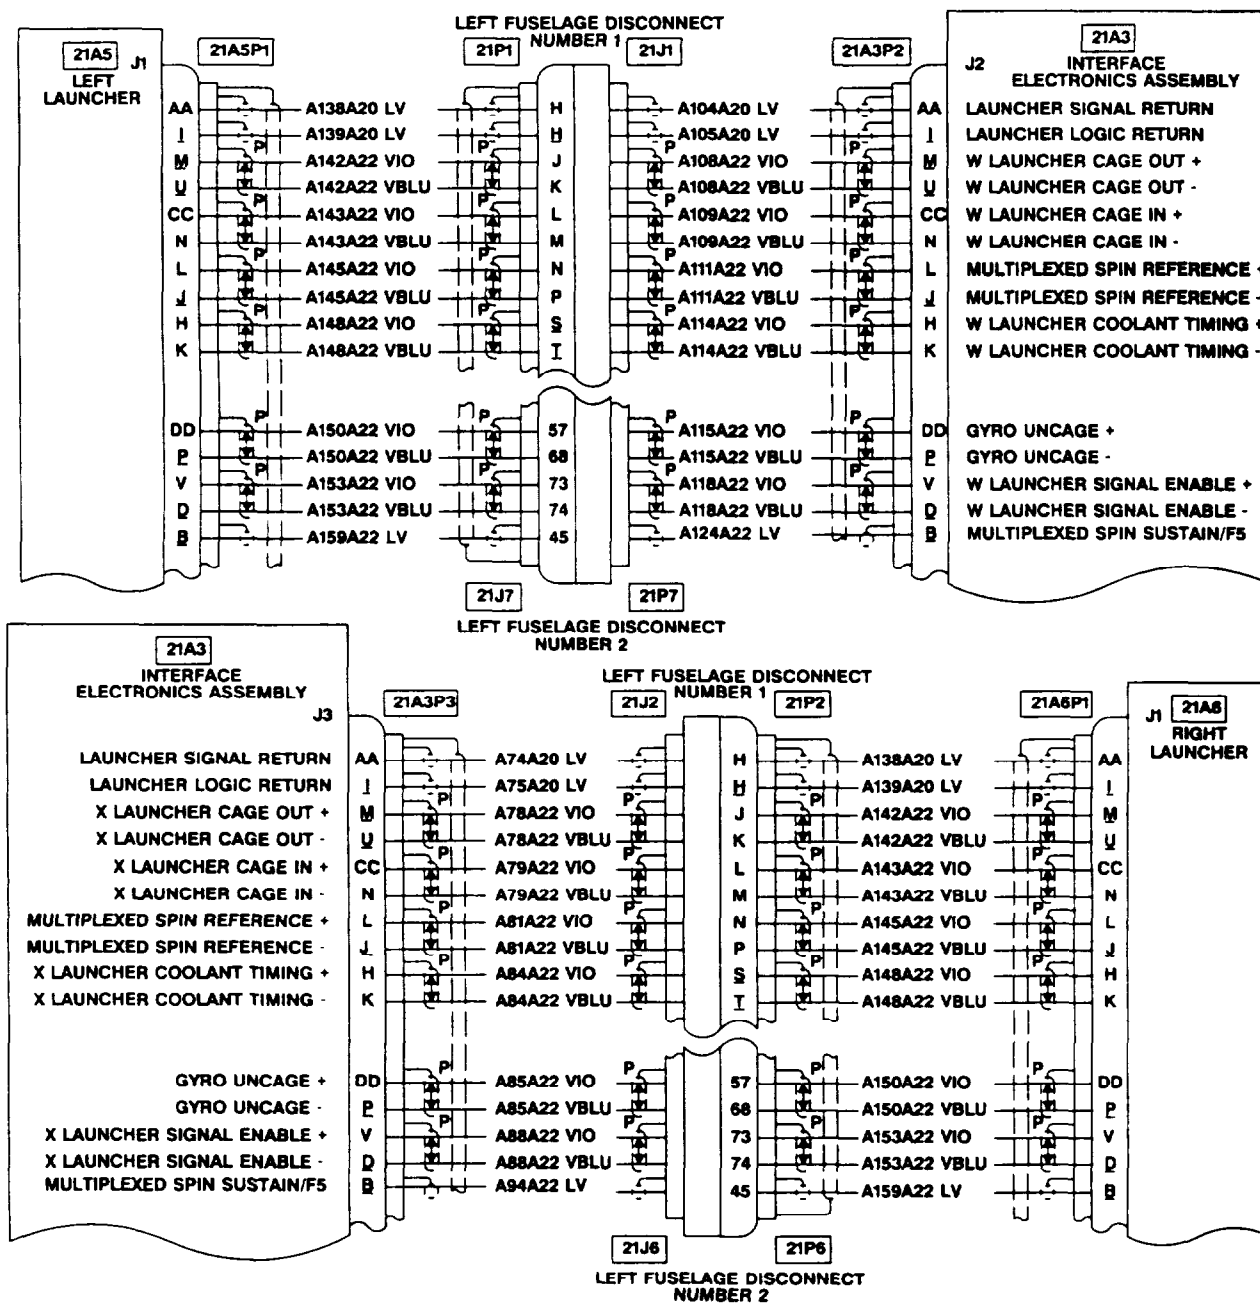 LEFT FUSELAGE DISCONNECT
NUMBER 1
21A5 J1 21A5P1 21P1 21J1 21A3P2 J2 21A3
LEFT
LAUNCHER
INTERFACE
ELECTRONICS ASSEMBLY
AA A138A20 LV H A104A20 LV AA LAUNCHER SIGNAL RETURN
I A139A20 LV H A105A20 LV I LAUNCHER LOGIC RETURN
P P P P
M A142A22 VIO J A108A22 VIO M W LAUNCHER CAGE OUT +
U A142A22 VBLU K A108A22 VBLU U W LAUNCHER CAGE OUT -
P P P P
CC A143A22 VIO L A109A22 VIO CC W LAUNCHER CAGE IN +
N A143A22 VBLU M A109A22 VBLU N W LAUNCHER CAGE IN -
P P P P
L A145A22 VIO N A111A22 VIO L MULTIPLEXED SPIN REFERENCE +
J A145A22 VBLU P A111A22 VBLU J MULTIPLEXED SPIN REFERENCE -
P P P P
H A148A22 VIO S A114A22 VIO H W LAUNCHER COOLANT TIMING +
K A148A22 VBLU T A114A22 VBLU K W LAUNCHER COOLANT TIMING -
P P P P
DD A150A22 VIO 57 A115A22 VIO DD GYRO UNCAGE +
P A150A22 VBLU 68 A115A22 VBLU P GYRO UNCAGE -
P P P P
V A153A22 VIO 73 A118A22 VIO V W LAUNCHER SIGNAL ENABLE +
D A153A22 VBLU 74 A118A22 VBLU D W LAUNCHER SIGNAL ENABLE -
B A159A22 LV 45 A124A22 LV B MULTIPLEXED SPIN SUSTAIN/F5
21J7 21P7
LEFT FUSELAGE DISCONNECT
NUMBER 2
21A3
INTERFACE
ELECTRONICS ASSEMBLY
LEFT FUSELAGE DISCONNECT
NUMBER 1
J3 21A3P3 21J2 21P2 21A6P1 J1 21A6
RIGHT
LAUNCHER
LAUNCHER SIGNAL RETURN AA A74A20 LV H A138A20 LV AA
LAUNCHER LOGIC RETURN I A75A20 LV H A139A20 LV I
P P P P
X LAUNCHER CAGE OUT + M A78A22 VIO J A142A22 VIO M
X LAUNCHER CAGE OUT - U A78A22 VBLU K A142A22 VBLU U
P P P P
X LAUNCHER CAGE IN + CC A79A22 VIO L A143A22 VIO CC
X LAUNCHER CAGE IN - N A79A22 VBLU M A143A22 VBLU N
P P P P
MULTIPLEXED SPIN REFERENCE + L A81A22 VIO N A145A22 VIO L
MULTIPLEXED SPIN REFERENCE - J A81A22 VBLU P A145A22 VBLU J
P P P P
X LAUNCHER COOLANT TIMING + H A84A22 VIO S A148A22 VIO H
X LAUNCHER COOLANT TIMING - K A84A22 VBLU T A148A22 VBLU K
P P P P
GYRO UNCAGE + DD A85A22 VIO 57 A150A22 VIO DD
GYRO UNCAGE - P A85A22 VBLU 68 A150A22 VBLU P
P P P P
X LAUNCHER SIGNAL ENABLE + V A88A22 VIO 73 A153A22 VIO V
X LAUNCHER SIGNAL ENABLE - D A88A22 VBLU 74 A153A22 VBLU D
MULTIPLEXED SPIN SUSTAIN/F5 B A94A22 LV 45 A159A22 LV B
21J6 21P6
LEFT FUSELAGE DISCONNECT
NUMBER 2